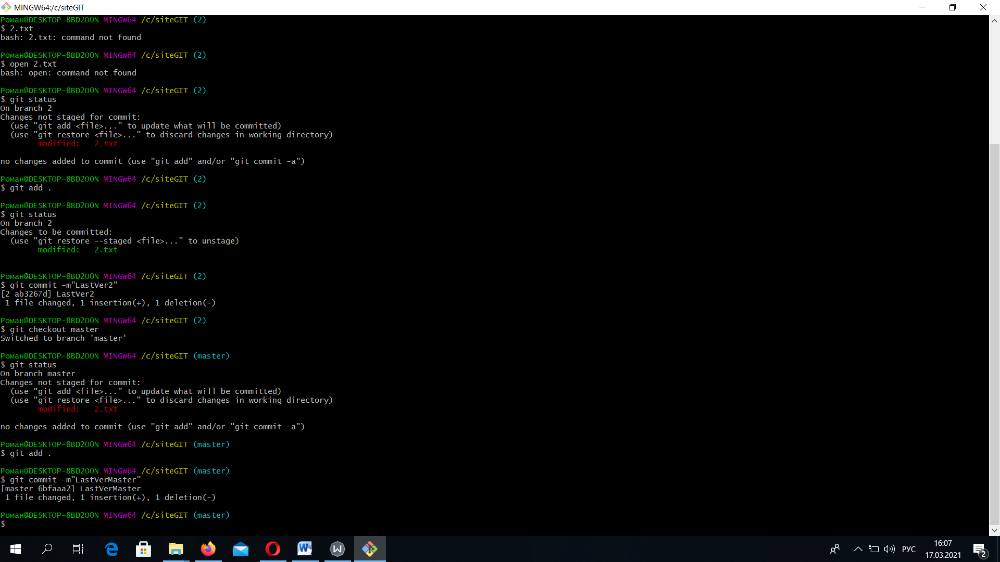 MINGW64:/c/siteGIT
Роман@DESKTOP-8BD2O0N MINGW64 /c/siteGIT (2)
$ 2.txt
bash: 2.txt: command not found
Роман@DESKTOP-8BD2O0N MINGW64 /c/siteGIT (2)
$ open 2.txt
bash: open: command not found
Роман@DESKTOP-8BD2O0N MINGW64 /c/siteGIT (2)
$ git status
On branch 2
Changes not staged for commit:
  (use "git add <file>..." to update what will be committed)
  (use "git restore <file>..." to discard changes in working directory)
        modified:   2.txt
no changes added to commit (use "git add" and/or "git commit -a")
Роман@DESKTOP-8BD2O0N MINGW64 /c/siteGIT (2)
$ git add .
Роман@DESKTOP-8BD2O0N MINGW64 /c/siteGIT (2)
$ git status
On branch 2
Changes to be committed:
  (use "git restore --staged <file>..." to unstage)
        modified:   2.txt
Роман@DESKTOP-8BD2O0N MINGW64 /c/siteGIT (2)
$ git commit -m"LastVer2"
[2 ab3267d] LastVer2
 1 file changed, 1 insertion(+), 1 deletion(-)
Роман@DESKTOP-8BD2O0N MINGW64 /c/siteGIT (2)
$ git checkout master
Switched to branch 'master'
Роман@DESKTOP-8BD2O0N MINGW64 /c/siteGIT (master)
$ git status
On branch master
Changes not staged for commit:
  (use "git add <file>..." to update what will be committed)
  (use "git restore <file>..." to discard changes in working directory)
        modified:   2.txt
no changes added to commit (use "git add" and/or "git commit -a")
Роман@DESKTOP-8BD2O0N MINGW64 /c/siteGIT (master)
$ git add .
Роман@DESKTOP-8BD2O0N MINGW64 /c/siteGIT (master)
$ git commit -m"LastVerMaster"
[master 6bfaaa2] LastVerMaster
 1 file changed, 1 insertion(+), 1 deletion(-)
Роман@DESKTOP-8BD2O0N MINGW64 /c/siteGIT (master)
$
РУС
16:07
17.03.2021
2